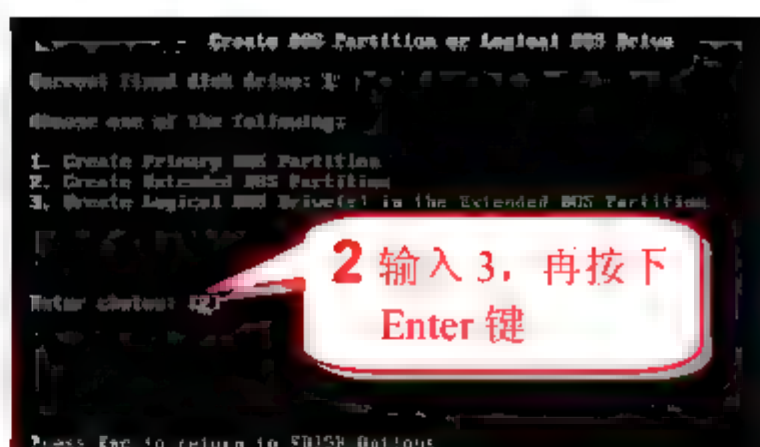 Create DOS Partition or Logical DOS Drive
Current fixed disk drive: 1
Choose one of the following:
1. Create Primary DOS Partition
2. Create Extended DOS Partition
3. Create Logical DOS Drive(s) in the Extended DOS Partition
2 输入 3，再按下
Enter 键
Enter choice: [2]
Press Esc to return to FDISK Options